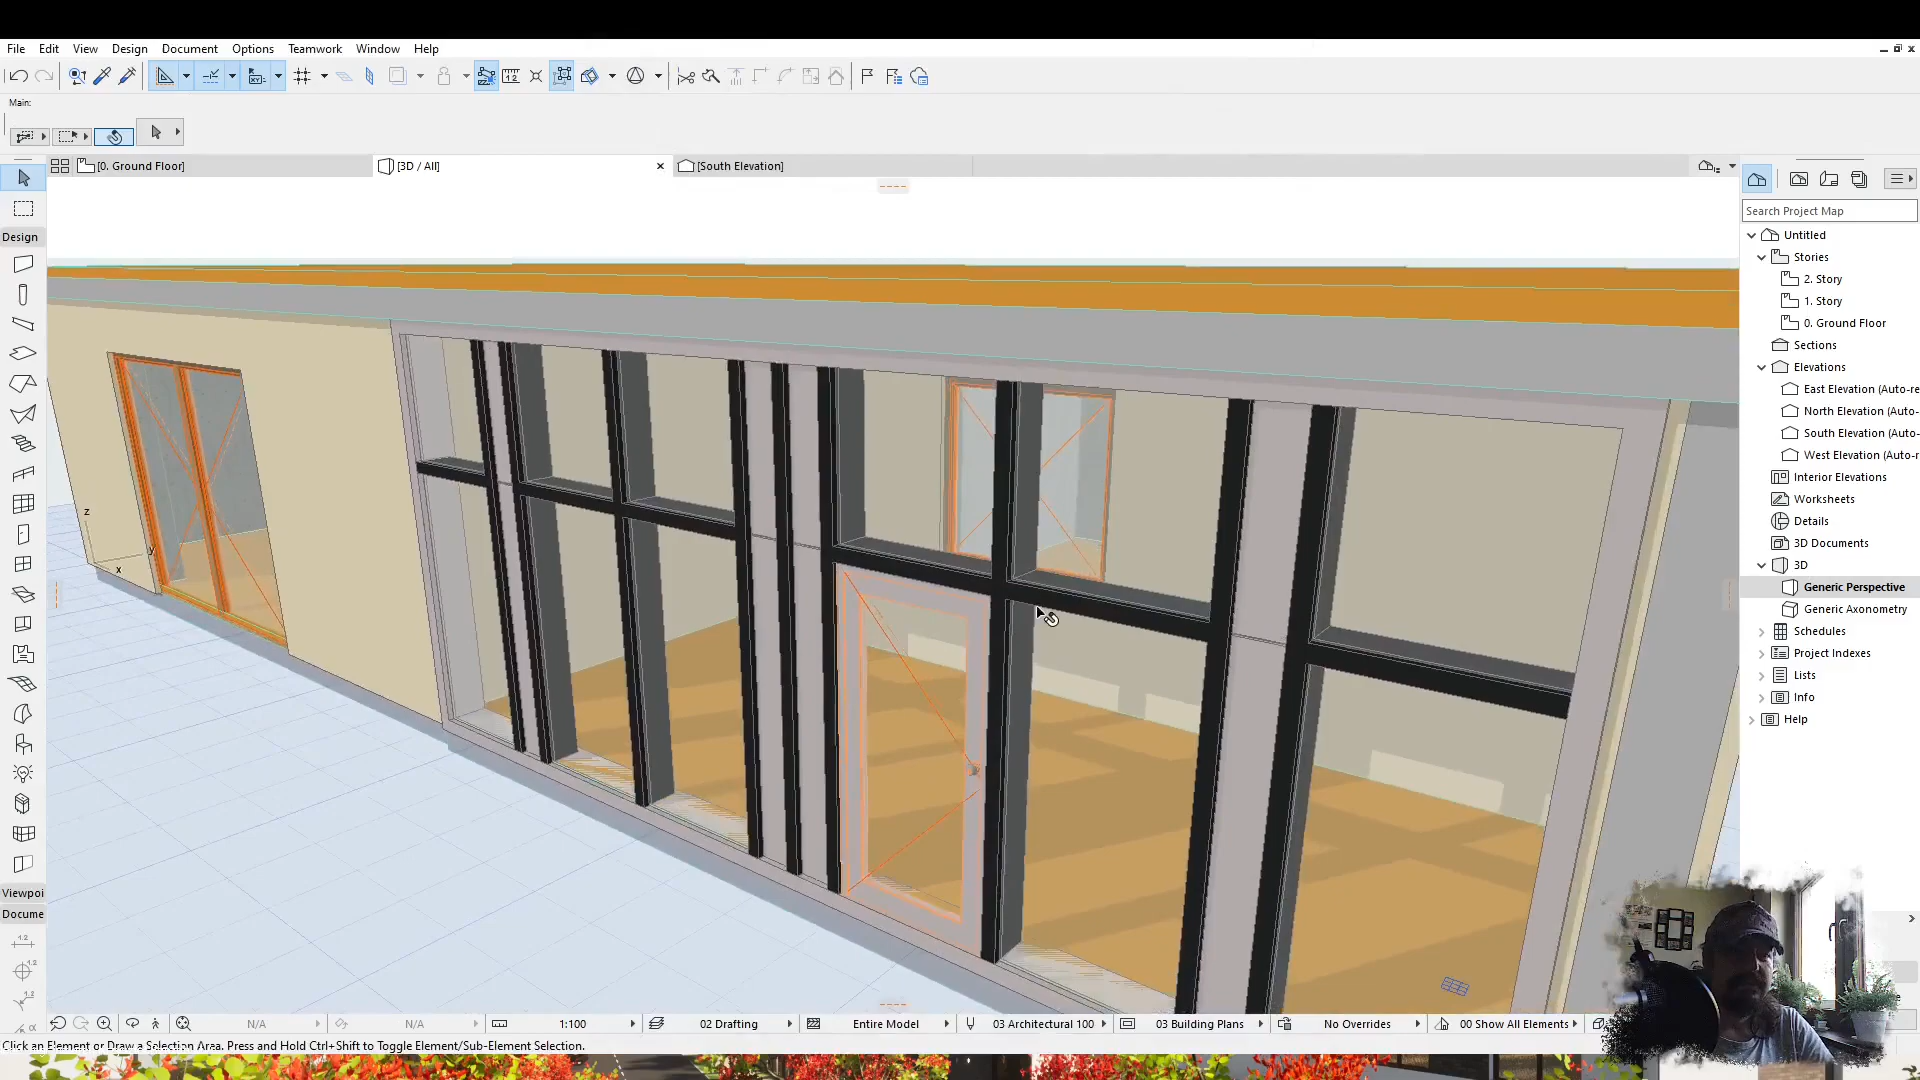 File Edit View Design Document Options Teamwork Window Help
Main:
[0. Ground Floor]
[3D / All]
[South Elevation]
Design
Search Project Map
Untitled
Stories
2. Story
1. Story
0. Ground Floor
Sections
Elevations
East Elevation (Auto-re
North Elevation (Auto-
South Elevation (Auto-
West Elevation (Auto-r
Interior Elevations
Worksheets
Details
3D Documents
3D
Generic Perspective
Generic Axonometry
Schedules
Project Indexes
Lists
Info
Help
z
y
x
Viewpoi
Docume
N/A
N/A
1:100
02 Drafting
Entire Model
03 Architectural 100
03 Building Plans
No Overrides
00 Show All Elements
Click an Element or Draw a Selection Area. Press and Hold Ctrl+Shift to Toggle Element/Sub-Element Selection.